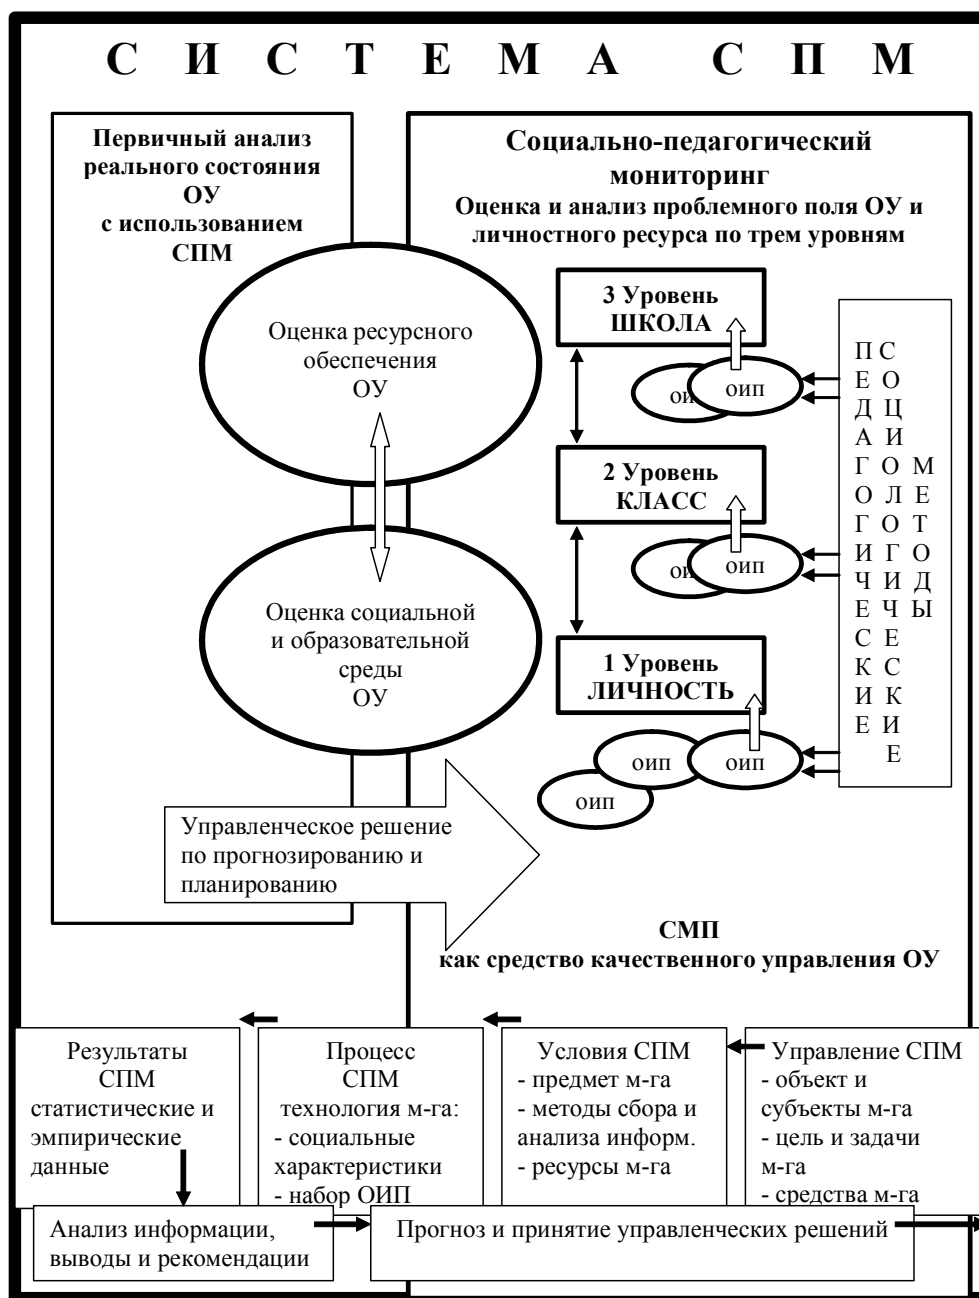 СИСТЕМА СПМ
Первичный анализ
реального состояния
ОУ
с использованием
СПМ
Социально-педагогический
мониторинг
Оценка и анализ проблемного поля ОУ и
личностного ресурса по трем уровням
Оценка ресурсного
обеспечения
ОУ
Оценка социальной
и образовательной
среды
ОУ
3 Уровень
ШКОЛА
ои
оип
2 Уровень
КЛАСС
ои
оип
1 Уровень
ЛИЧНОСТЬ
оип
оип
оип
ПЕДАГОГИЧЕСКИЕ
СОЦИОЛОГИЧЕСКИЕ
МЕТОДЫ
Управленческое решение
по прогнозированию и
планированию
СМП
как средство качественного управления ОУ
Результаты
СПМ
статистические и
эмпирические
данные
Процесс
СПМ
технология м-га:
- социальные
характеристики
- набор ОИП
Условия СПМ
- предмет м-га
- методы сбора и
анализа информ.
- ресурсы м-га
Управление СПМ
- объект и
субъекты м-га
- цель и задачи
м-га
- средства м-га
Анализ информации,
выводы и рекомендации
Прогноз и принятие управленческих решений